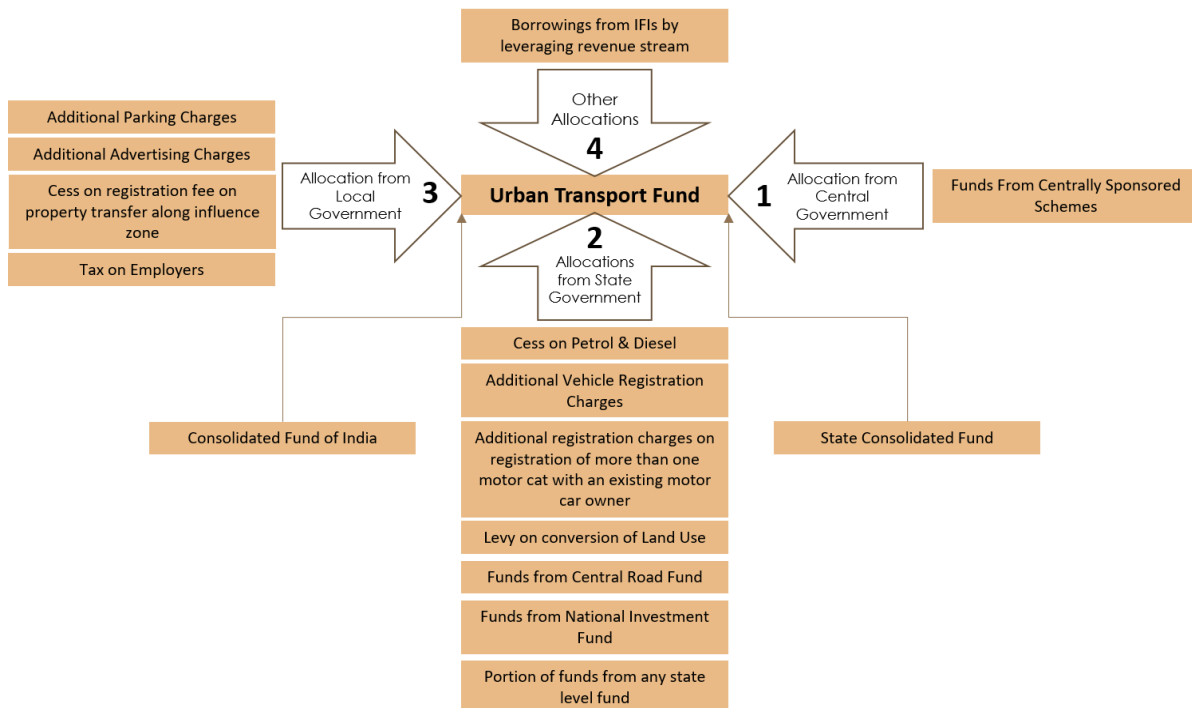 Borrowings from IFIs by
leveraging revenue stream
Other
Allocations
4
Additional Parking Charges
Additional Advertising Charges
Cess on registration fee on
property transfer along influence
zone
Tax on Employers
Allocation from
Local
Government
3
Urban Transport Fund
1
Allocation from
Central
Government
Funds From Centrally Sponsored
Schemes
2
Allocations
from State
Government
Cess on Petrol & Diesel
Additional Vehicle Registration
Charges
Additional registration charges on
registration of more than one
motor cat with an existing motor
car owner
Levy on conversion of Land Use
Funds from Central Road Fund
Funds from National Investment
Fund
Portion of funds from any state
level fund
Consolidated Fund of India
State Consolidated Fund